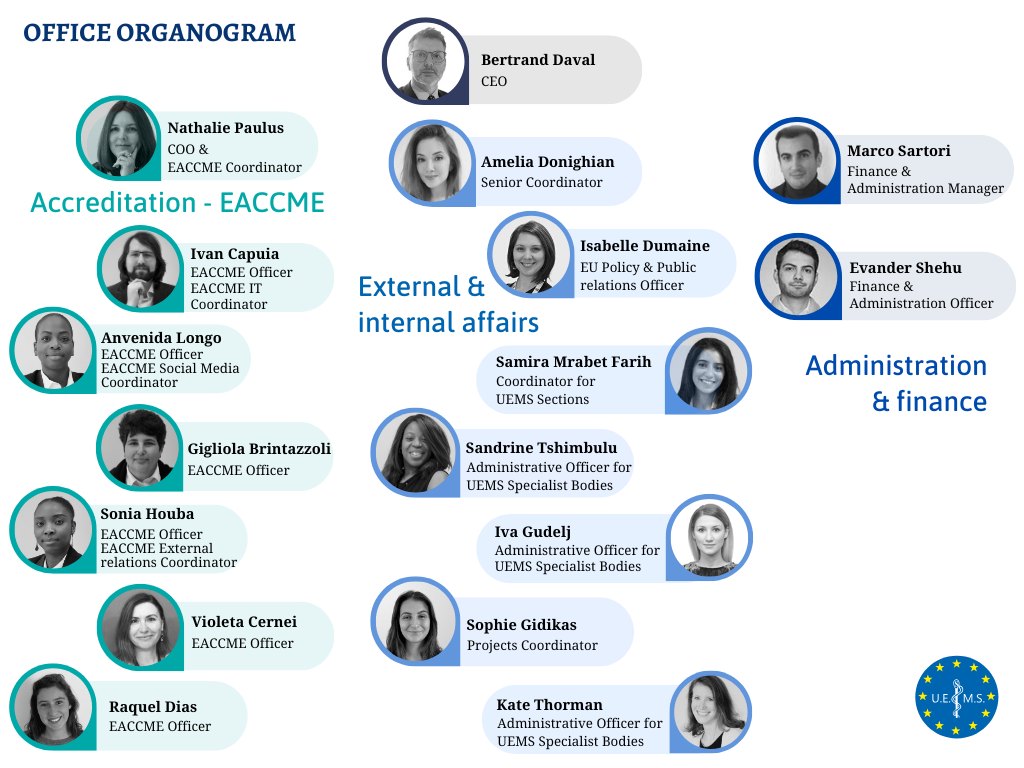 OFFICE ORGANOGRAM
Bertrand Daval
CEO
Nathalie Paulus
COO &
EACCME Coordinator
Accreditation - EACCME
Ivan Capuia
EACCME Officer
EACCME IT
Coordinator
Anvenida Longo
EACCME Officer
EACCME Social Media
Coordinator
Gigliola Brintazzoli
EACCME Officer
Sonia Houba
EACCME Officer
EACCME External
relations Coordinator
Violeta Cernei
EACCME Officer
Raquel Dias
EACCME Officer
Amelia Donighian
Senior Coordinator
Isabelle Dumaine
EU Policy & Public
relations Officer
External &
internal affairs
Samira Mrabet Farih
Coordinator for
UEMS Sections
Sandrine Tshimbulu
Administrative Officer for
UEMS Specialist Bodies
Iva Gudelj
Administrative Officer for
UEMS Specialist Bodies
Sophie Gidikas
Projects Coordinator
Kate Thorman
Administrative Officer for
UEMS Specialist Bodies
Marco Sartori
Finance &
Administration Manager
Evander Shehu
Finance &
Administration Officer
Administration
& finance
U.E.M.S.